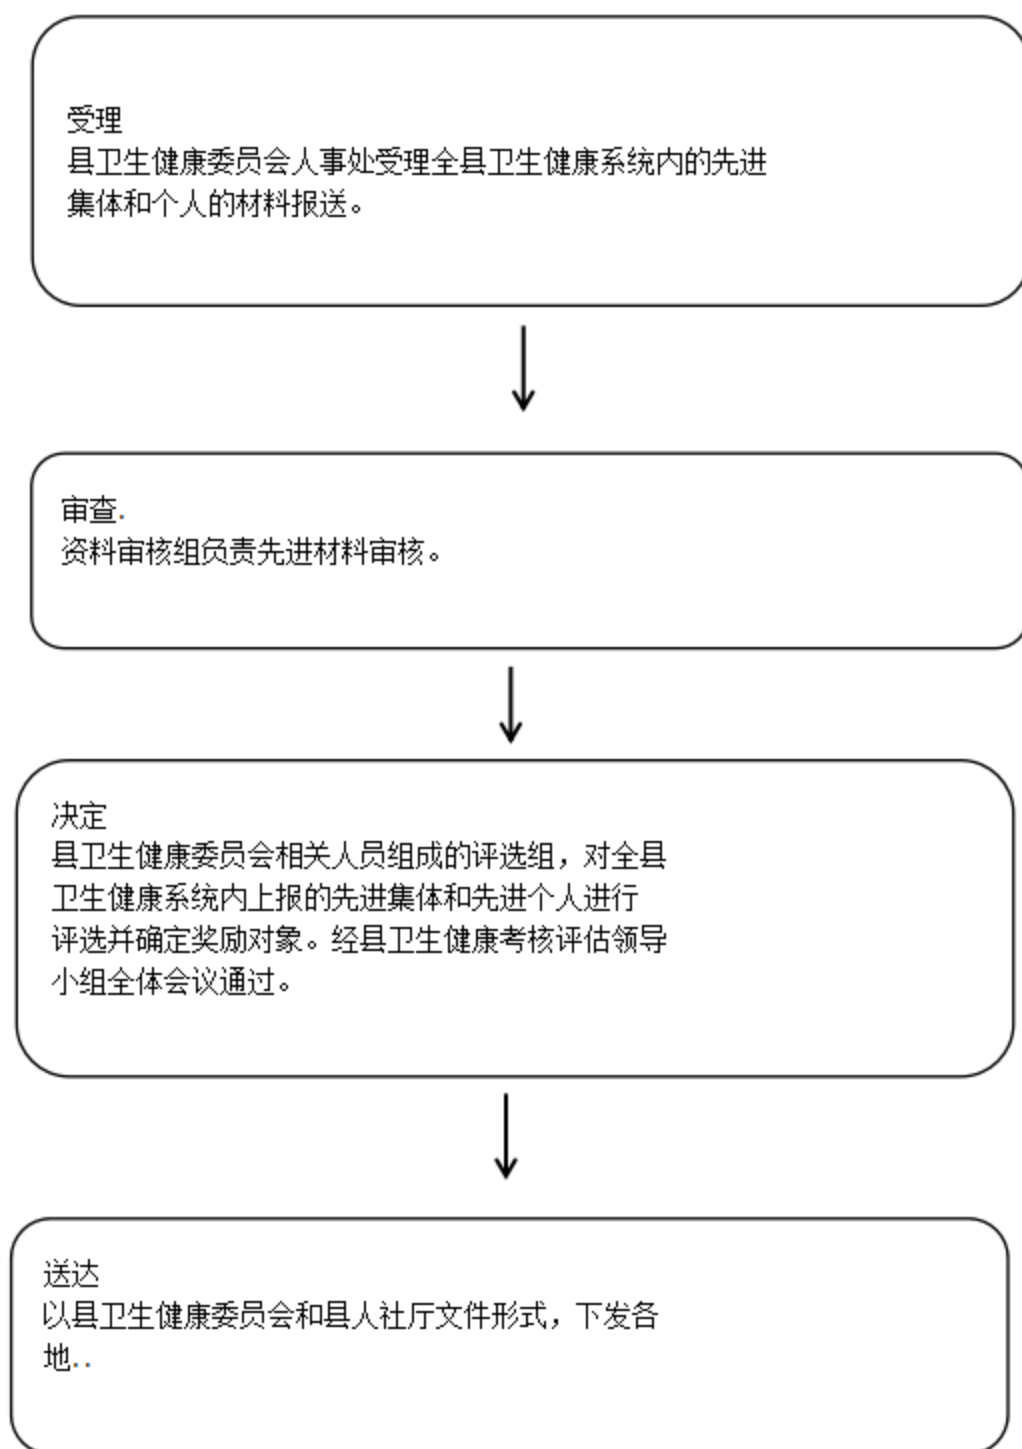 受理
县卫生健康委员会人事处受理全县卫生健康系统内的先进
集体和个人的材料报送。
审查.
资料审核组负责先进材料审核。
决定
县卫生健康委员会相关人员组成的评选组，对全县
卫生健康系统内上报的先进集体和先进个人进行
评选并确定奖励对象。经县卫生健康考核评估领导
小组全体会议通过。
送达
以县卫生健康委员会和县人社厅文件形式，下发各
地..